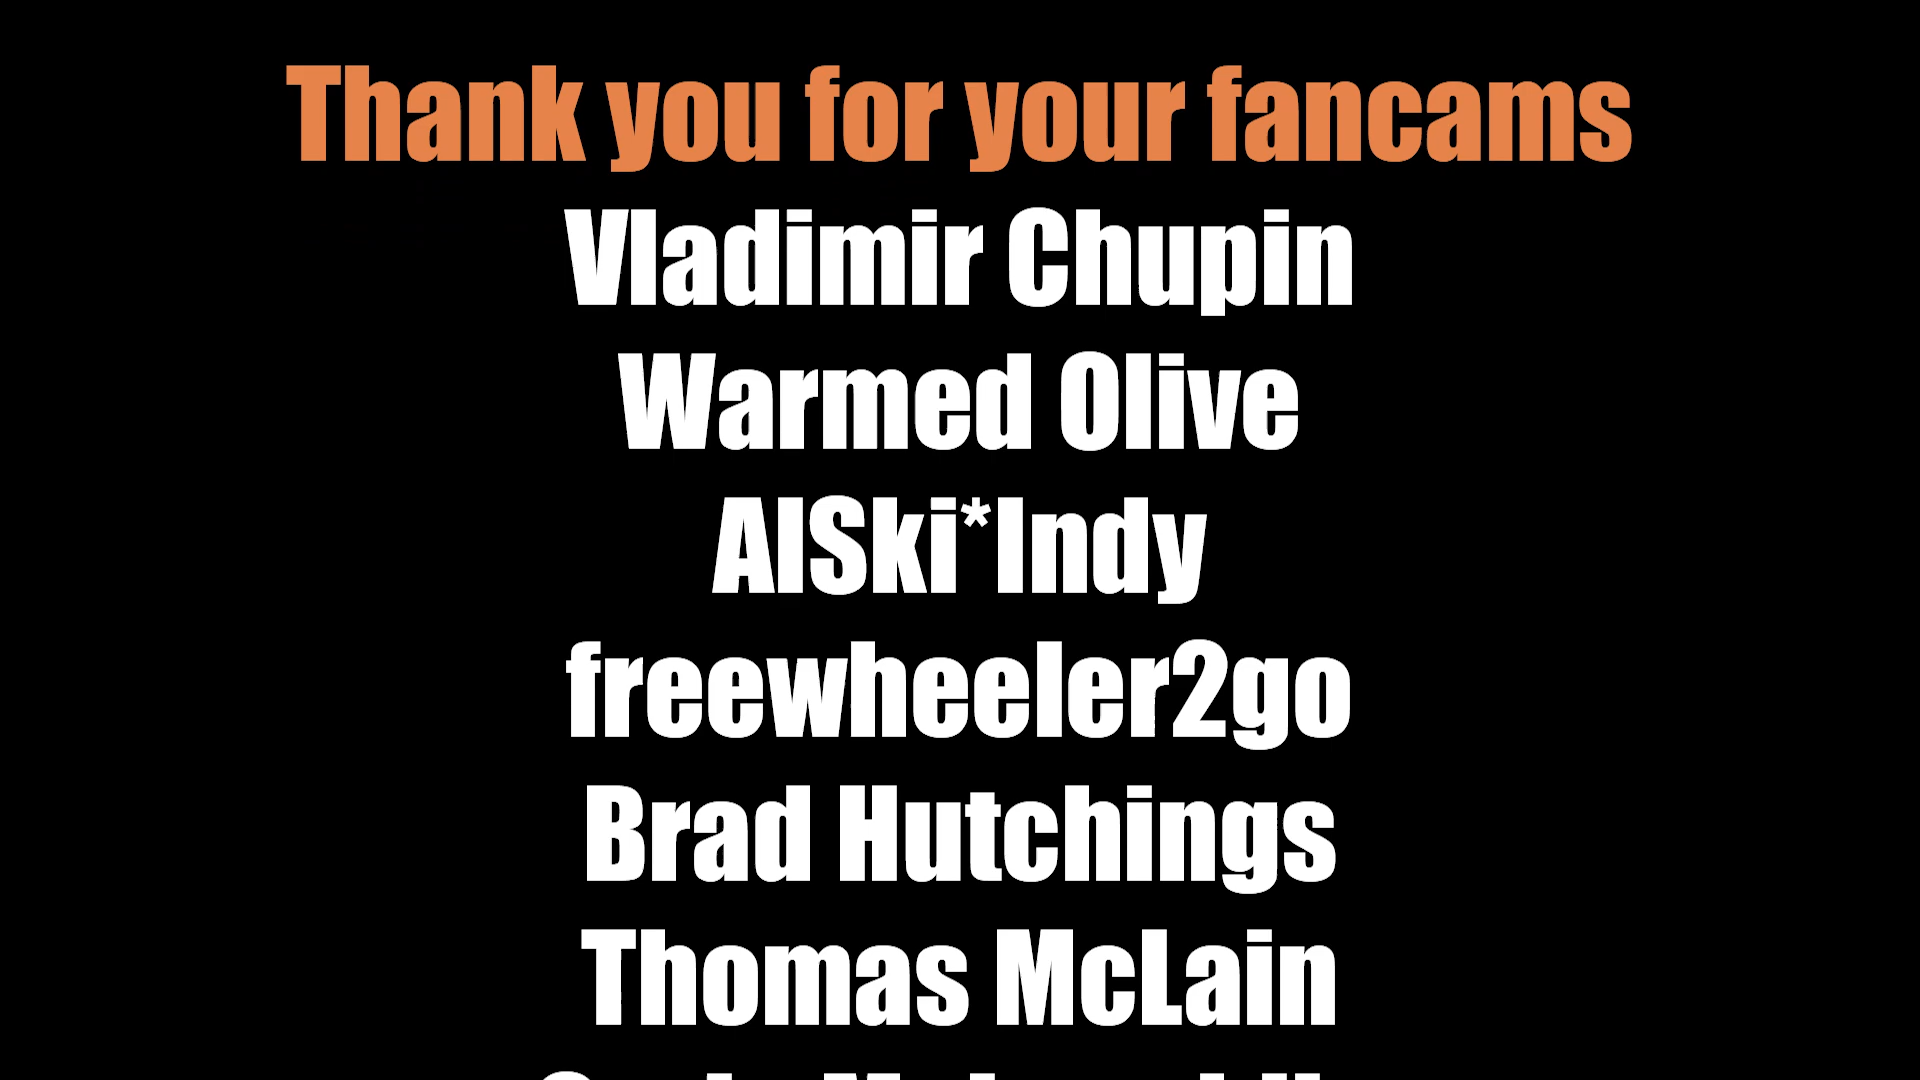 Thank you for your fancams
Vladimir Chupin
Warmed Olive
AlSki*Indy
freewheeler2go
Brad Hutchings
Thomas McLain